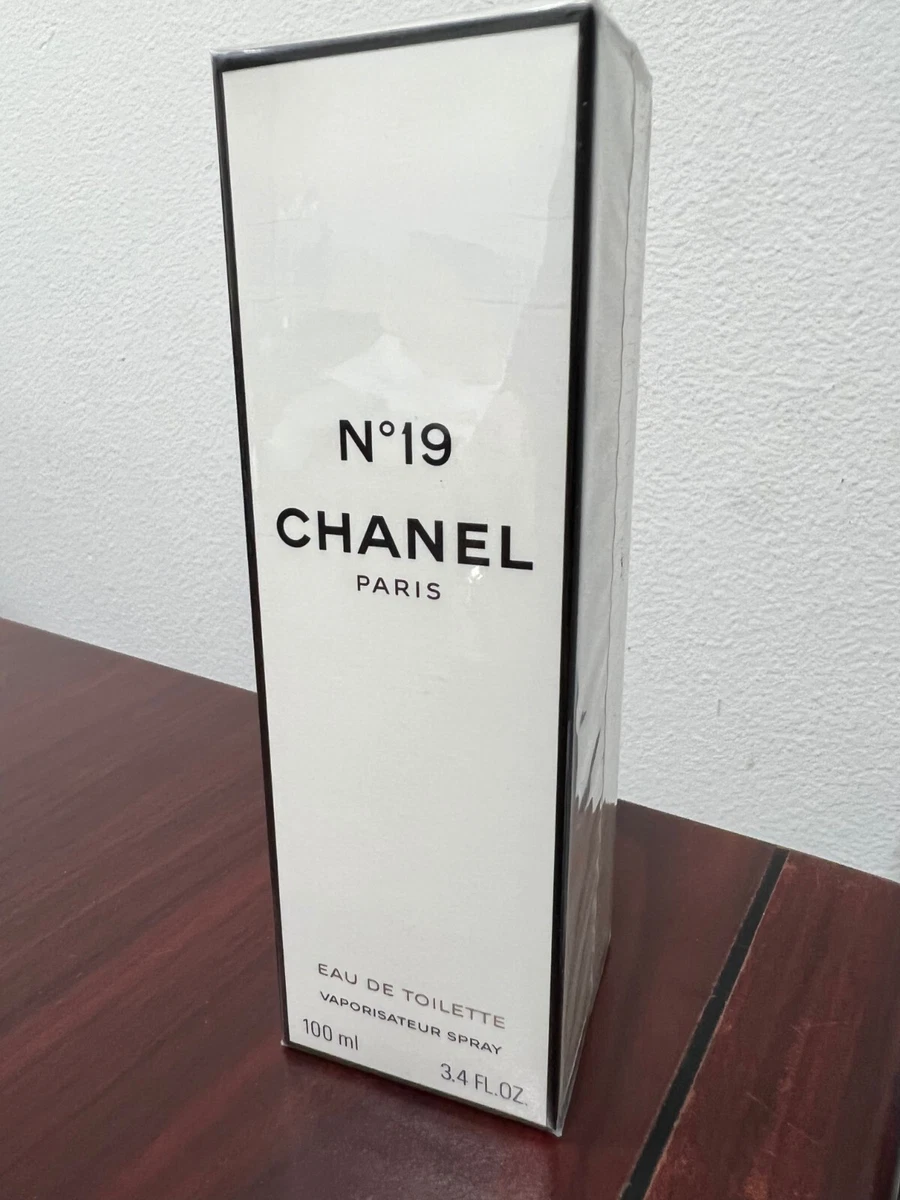 N°19
CHANEL
PARIS
EAU DE TOILETTE
VAPORISATEUR SPRAY
100 ml
3.4 FL.OZ.